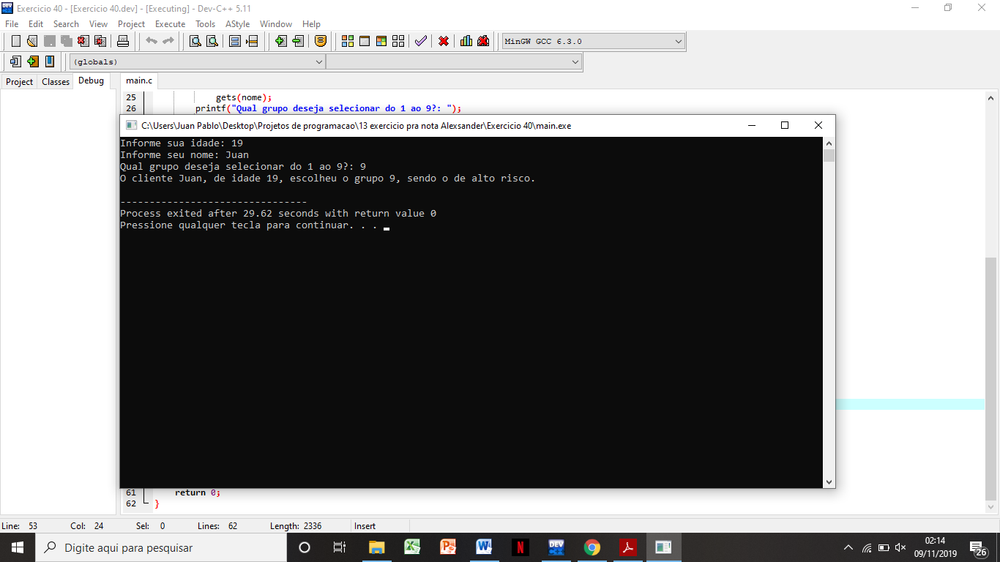 Exercicio 40 - [Exercicio 40.dev] - [Executing] - Dev-C++ 5.11
File Edit Search View Project Execute Tools AStyle Window Help
MinGW GCC 6.3.0
(globals)
Project Classes Debug main.c
25 gets(nome);
26 printf("Qual grupo deseja selecionar do 1 ao 9?: ");
C:\Users\Juan Pablo\Desktop\Projetos de programacao\13 exercicio pra nota Alexsander\Exercicio 40\main.exe
Informe sua idade: 19
Informe seu nome: Juan
Qual grupo deseja selecionar do 1 ao 9?: 9
O cliente Juan, de idade 19, escolheu o grupo 9, sendo o de alto risco.
--------------------------------
Process exited after 29.62 seconds with return value 0
Pressione qualquer tecla para continuar. . .
61 return 0;
62 }
Line: 53 Col: 24 Sel: 0 Lines: 62 Length: 2336 Insert
Digite aqui para pesquisar
DEV
02:14
09/11/2019
26